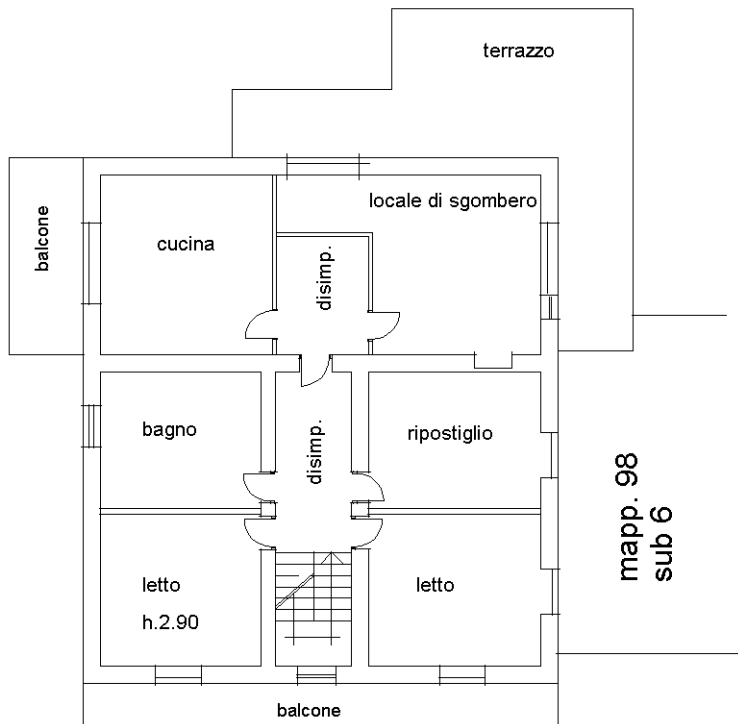 terrazzo
locale di sgombero
balcone
cucina
disimp.
bagno
disimp.
ripostiglio
mapp. 98
sub 6
letto
h.2.90
letto
balcone